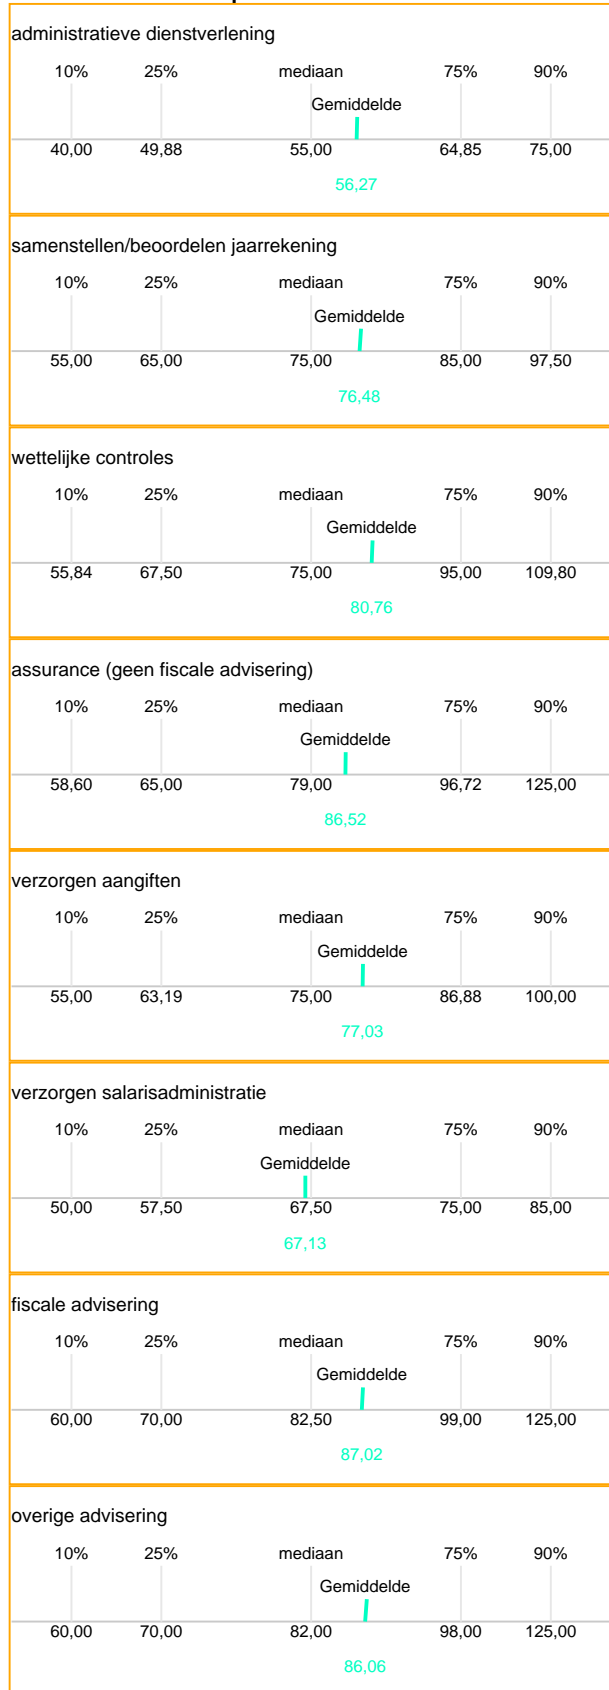 administratieve dienstverlening
10% 25% mediaan 75% 90%
Gemiddelde
40,00 49,88 55,00 64,85 75,00
56,27
samenstellen/beoordelen jaarrekening
10% 25% mediaan 75% 90%
Gemiddelde
55,00 65,00 75,00 85,00 97,50
76,48
wettelijke controles
10% 25% mediaan 75% 90%
Gemiddelde
55,84 67,50 75,00 95,00 109,80
80,76
assurance (geen fiscale advisering)
10% 25% mediaan 75% 90%
Gemiddelde
58,60 65,00 79,00 96,72 125,00
86,52
verzorgen aangiften
10% 25% mediaan 75% 90%
Gemiddelde
55,00 63,19 75,00 86,88 100,00
77,03
verzorgen salarisadministratie
10% 25% mediaan 75% 90%
Gemiddelde
50,00 57,50 67,50 75,00 85,00
67,13
fiscale advisering
10% 25% mediaan 75% 90%
Gemiddelde
60,00 70,00 82,50 99,00 125,00
87,02
overige advisering
10% 25% mediaan 75% 90%
Gemiddelde
60,00 70,00 82,00 98,00 125,00
86,06